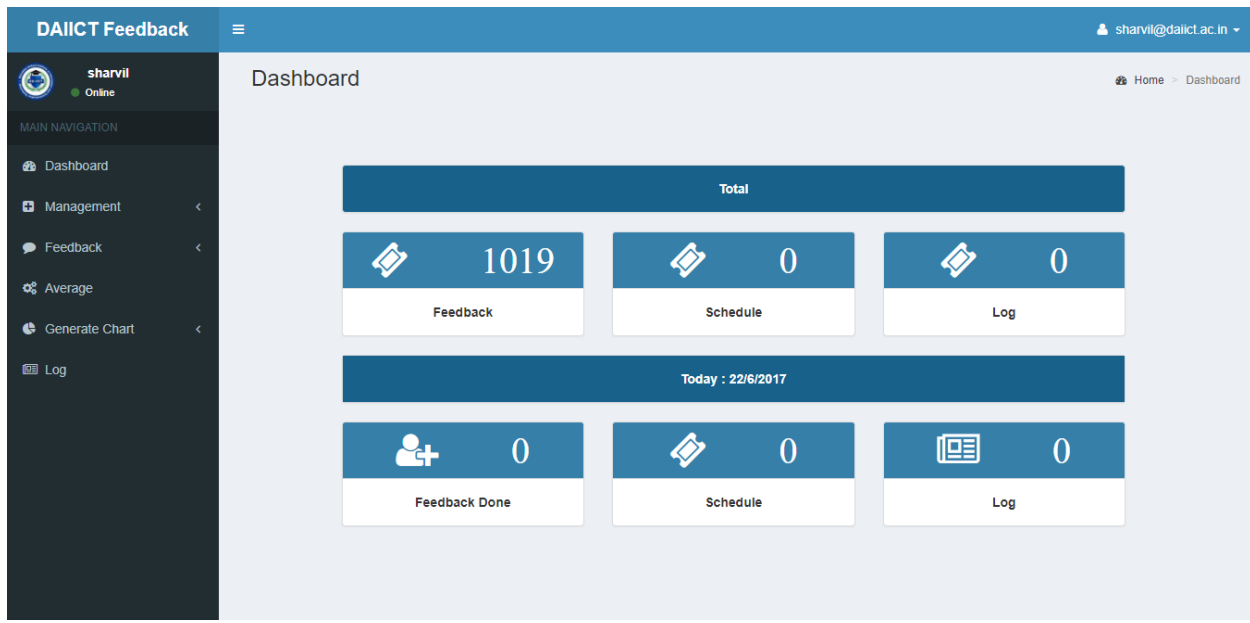 DAIICT Feedback
sharvil@daiict.ac.in
sharvil
Online
MAIN NAVIGATION
Dashboard
Management
Feedback
Average
Generate Chart
Log
Dashboard
Home > Dashboard
Total
1019
Feedback
0
Schedule
0
Log
Today : 22/6/2017
0
Feedback Done
0
Schedule
0
Log